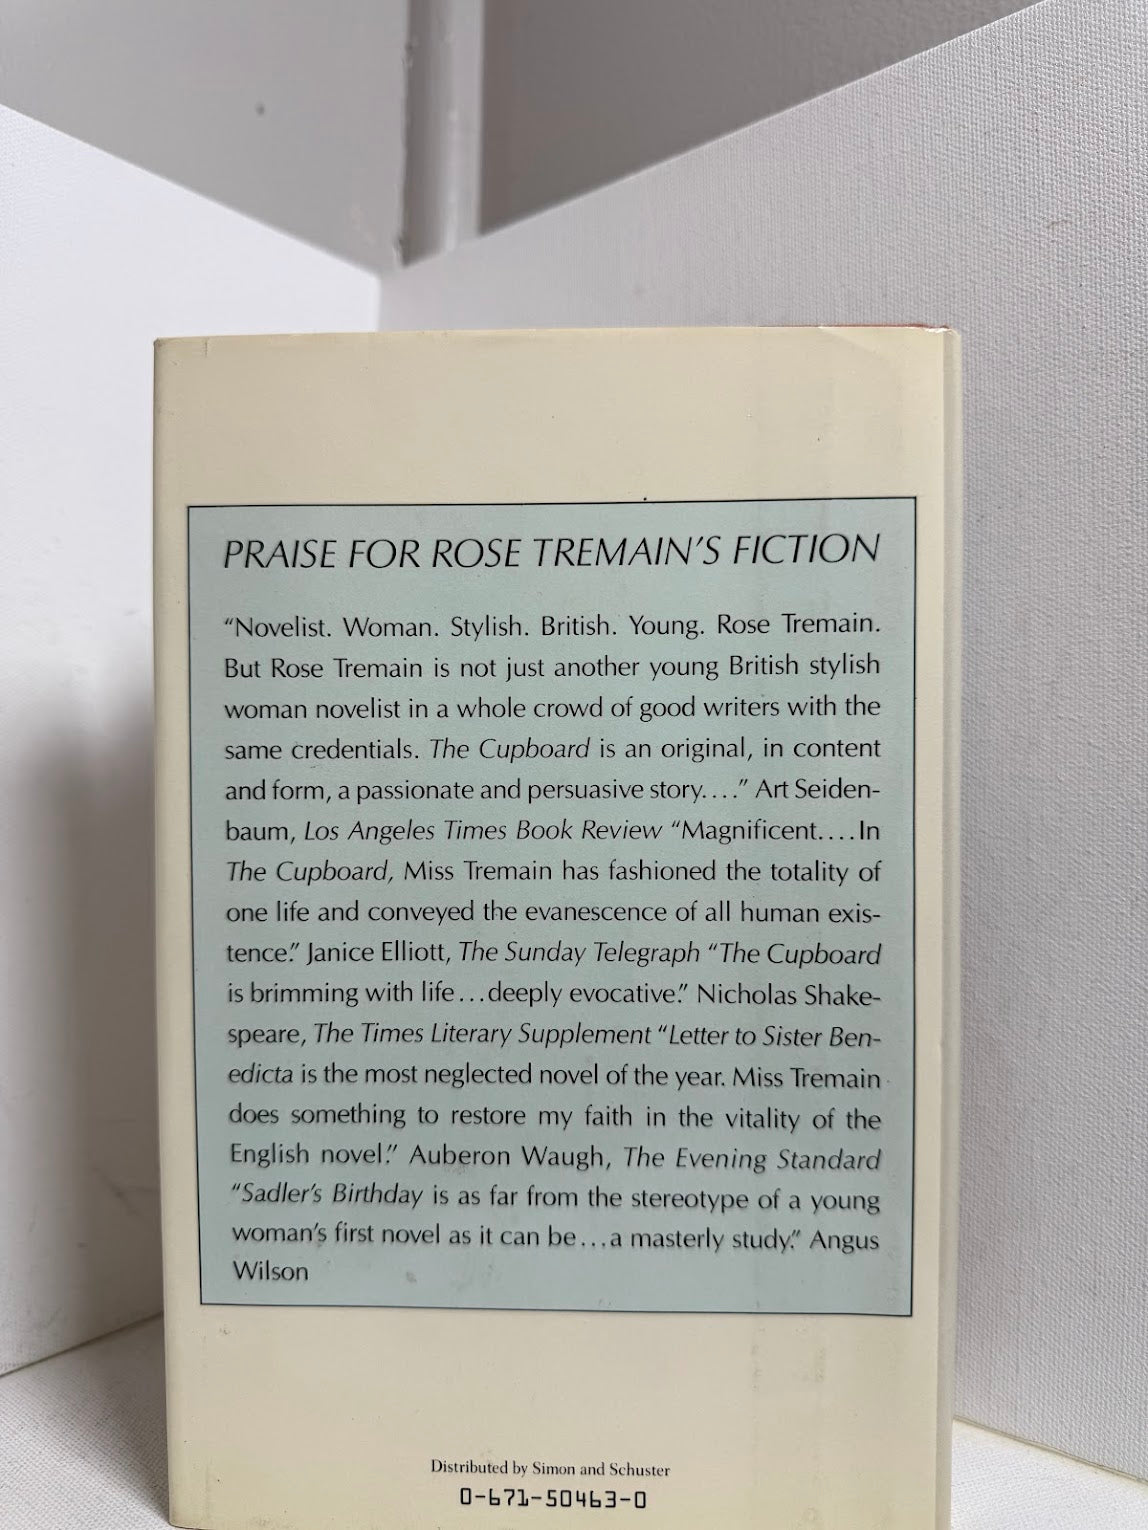 PRAISE FOR ROSE TREMAIN'S FICTION
“Novelist. Woman. Stylish. British. Young. Rose Tremain.
But Rose Tremain is not just another young British stylish
woman novelist in a whole crowd of good writers with the
same credentials. The Cupboard is an original, in content
and form, a passionate and persuasive story....” Art Seiden-
baum, Los Angeles Times Book Review “Magnificent....In
The Cupboard, Miss Tremain has fashioned the totality of
one life and conveyed the evanescence of all human exis-
tence.” Janice Elliott, The Sunday Telegraph “The Cupboard
is brimming with life...deeply evocative.” Nicholas Shake-
speare, The Times Literary Supplement “Letter to Sister Ben-
edicta is the most neglected novel of the year. Miss Tremain
does something to restore my faith in the vitality of the
English novel.” Auberon Waugh, The Evening Standard
“Sadler's Birthday is as far from the stereotype of a young
woman's first novel as it can be...a masterly study.” Angus
Wilson
Distributed by Simon and Schuster
0-671-50463-0